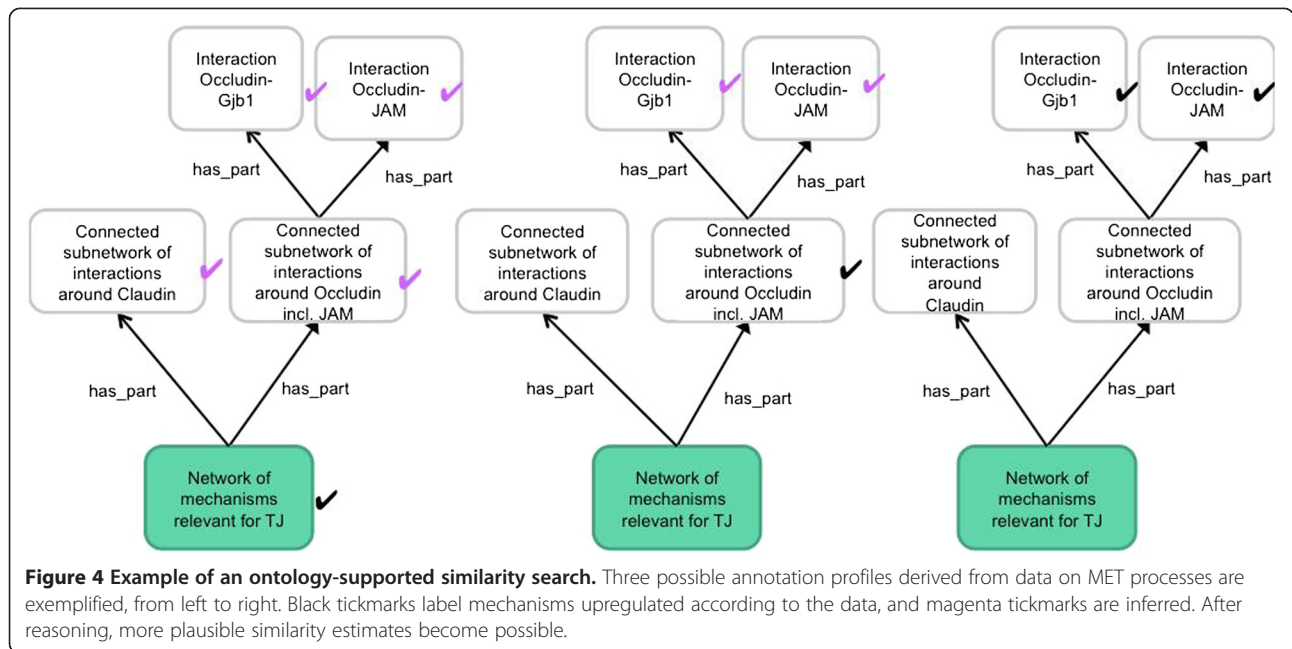 Interaction
Occludin-
Gjb1
Interaction
Occludin-
JAM
has_part
has_part
Connected
subnetwork of
interactions
around Claudin
Connected
subnetwork of
interactions
around Occludin
incl. JAM
has_part
has_part
Network of
mechanisms
relevant for TJ
Interaction
Occludin-
Gjb1
Interaction
Occludin-
JAM
has_part
has_part
Connected
subnetwork of
interactions
around Claudin
Connected
subnetwork of
interactions
around Occludin
incl. JAM
has_part
has_part
Network of
mechanisms
relevant for TJ
Interaction
Occludin-
Gjb1
Interaction
Occludin-
JAM
has_part
has_part
Connected
subnetwork of
interactions
around
Claudin
Connected
subnetwork of
interactions
around Occludin
incl. JAM
has_part
has_part
Network of
mechanisms
relevant for TJ
Figure 4 Example of an ontology-supported similarity search. Three possible annotation profiles derived from data on MET processes are
exemplified, from left to right. Black tickmarks label mechanisms upregulated according to the data, and magenta tickmarks are inferred. After
reasoning, more plausible similarity estimates become possible.